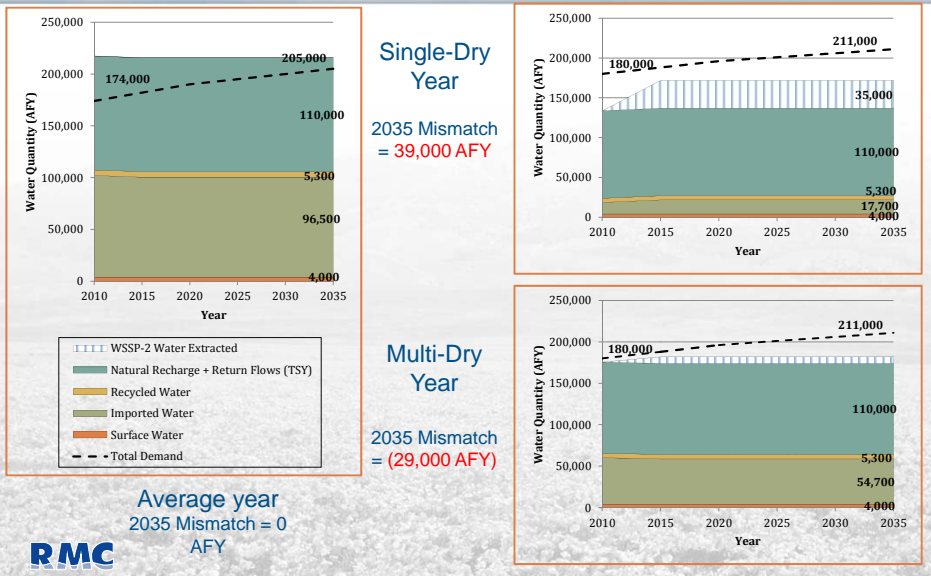 250,000
200,000
150,000
100,000
50,000
0
Water Quantity (AFY)
174,000
205,000
110,000
5,300
96,500
4,000
2010 2015 2020 2025 2030 2035
Year
WSSP-2 Water Extracted
Natural Recharge + Return Flows (TSY)
Recycled Water
Imported Water
Surface Water
Total Demand
Average year
2035 Mismatch = 0
AFY
RMC
Single-Dry
Year
2035 Mismatch
= 39,000 AFY
250,000
200,000
150,000
100,000
50,000
0
Water Quantity (AFY)
180,000
211,000
35,000
110,000
5,300
17,700
4,000
2010 2015 2020 2025 2030 2035
Year
Multi-Dry
Year
2035 Mismatch
= (29,000 AFY)
250,000
200,000
150,000
100,000
50,000
0
Water Quantity (AFY)
180,000
211,000
110,000
5,300
54,700
4,000
2010 2015 2020 2025 2030 2035
Year